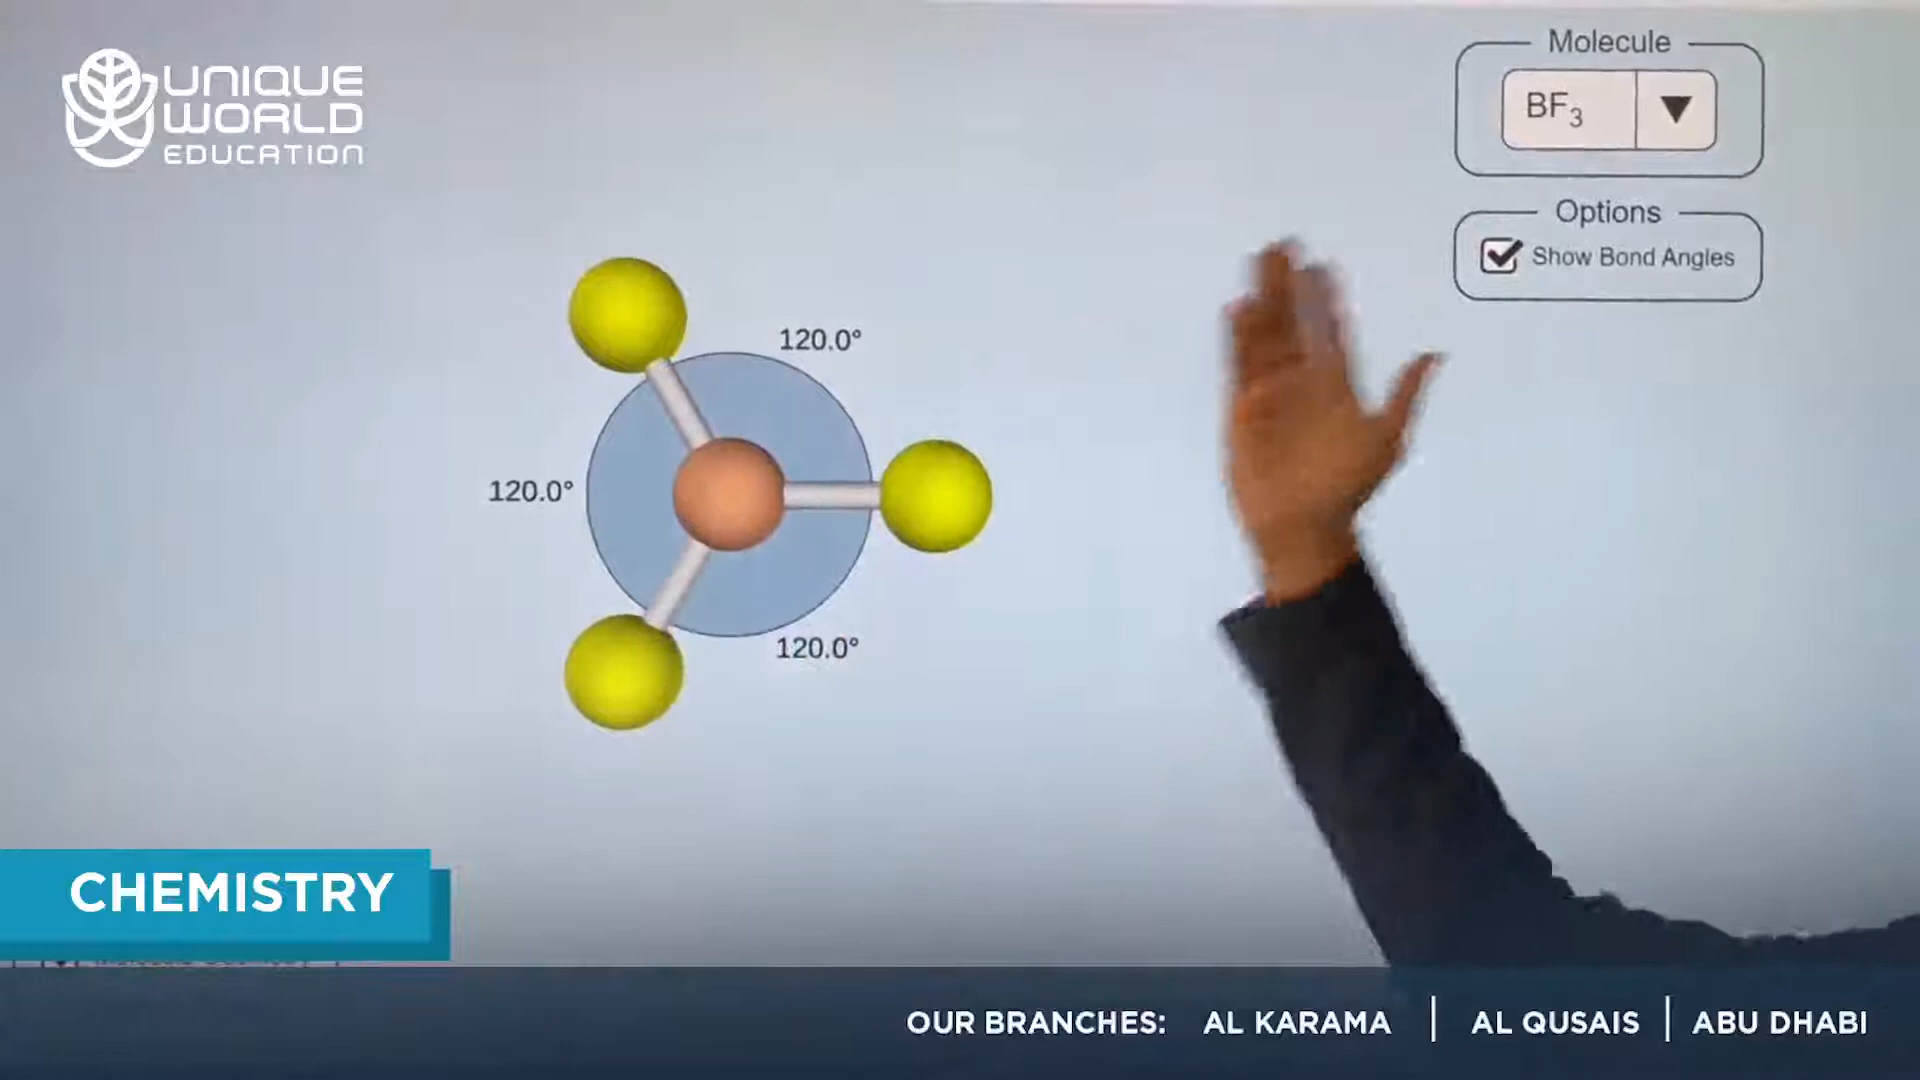 UNIQUE
WORLD
EDUCATION
Molecule
BF₃
Options
Show Bond Angles
120.0°
120.0°
120.0°
CHEMISTRY
OUR BRANCHES: AL KARAMA | AL QUSAIS | ABU DHABI